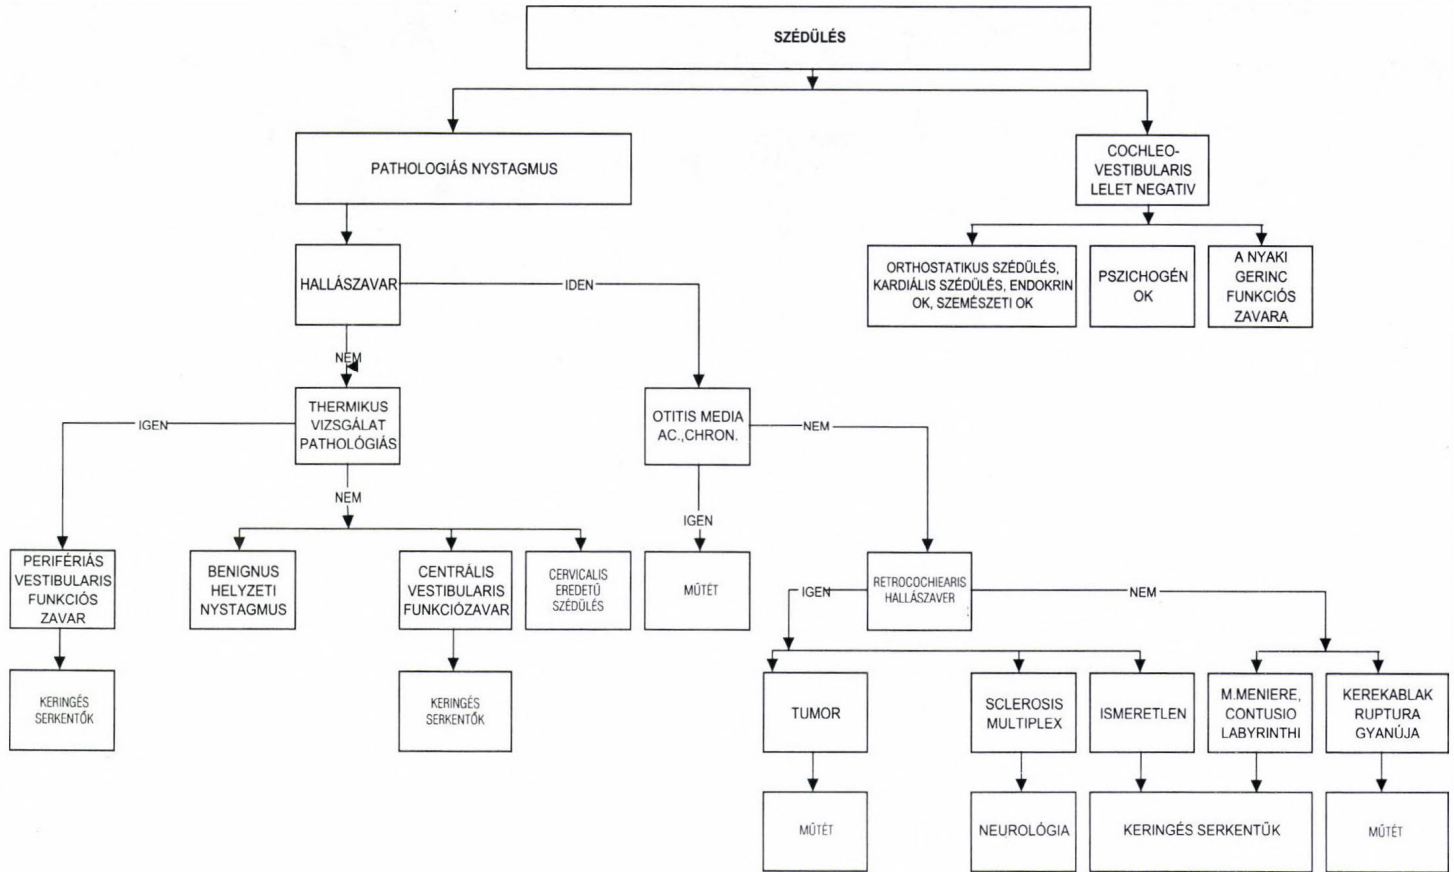 SZÉDÜLÉS
PATHOLOGIÁS NYSTAGMUS
COCHLEO-
VESTIBULARIS
LELET NEGATIV
HALLÁSZAVAR
IDEN
ORTHOSTATIKUS SZÉDÜLÉS,
KARDIÁLIS SZÉDÜLÉS, ENDOKRIN
OK, SZEMÉSZETI OK
PSZICHOGÉN
OK
A NYAKI
GERINC
FUNKCIÓS
ZAVARA
NEM
THERMIKUS
VIZSGÁLAT
PATHOLÓGIÁS
IGEN
OTITIS MEDIA
AC.,CHRON.
NEM
NEM
IGEN
PERIFÉRIÁS
VESTIBULARIS
FUNKCIÓS
ZAVAR
BENIGNUS
HELYZETI
NYSTAGMUS
CENTRÁLIS
VESTIBULARIS
FUNKCIÓZAVAR
CERVICALIS
EREDETŰ
SZÉDÜLÉS
MŰTÉT
IGEN
RETROCOCHIEARIS
HALLÁSZAVER
NEM
KERINGÉS
SERKENTŐK
KERINGÉS
SERKENTŐK
TUMOR
SCLEROSIS
MULTIPLEX
ISMERETLEN
M.MENIERE,
CONTUSIO
LABYRINTHI
KEREKABLAK
RUPTURA
GYANÚJA
MŰTÉT
NEUROLÓGIA
KERINGÉS SERKENTŰK
MŰTÉT